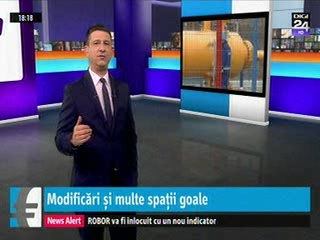 18:18
DIGI 24
HD
Modificări și multe spații goale
News Alert ROBOR va fi înlocuit cu un nou indicator